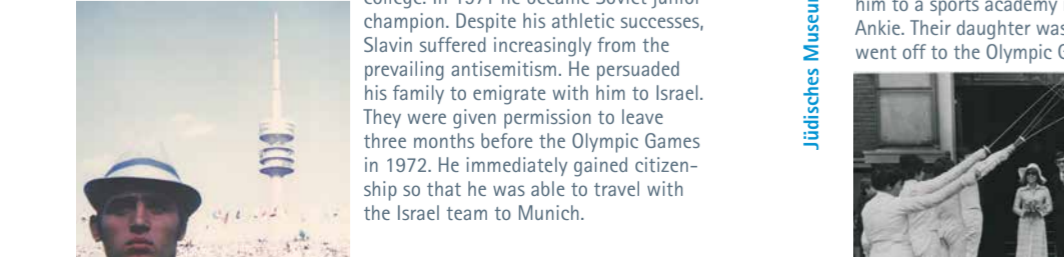 college. In 1971 he became Soviet junior
champion. Despite his athletic successes,
Slavin suffered increasingly from the
prevailing antisemitism. He persuaded
his family to emigrate with him to Israel.
They were given permission to leave
three months before the Olympic Games
in 1972. He immediately gained citizen-
ship so that he was able to travel with
the Israel team to Munich.
Jüdisches Museum
him to a sports academy
Ankie. Their daughter was
went off to the Olympic G